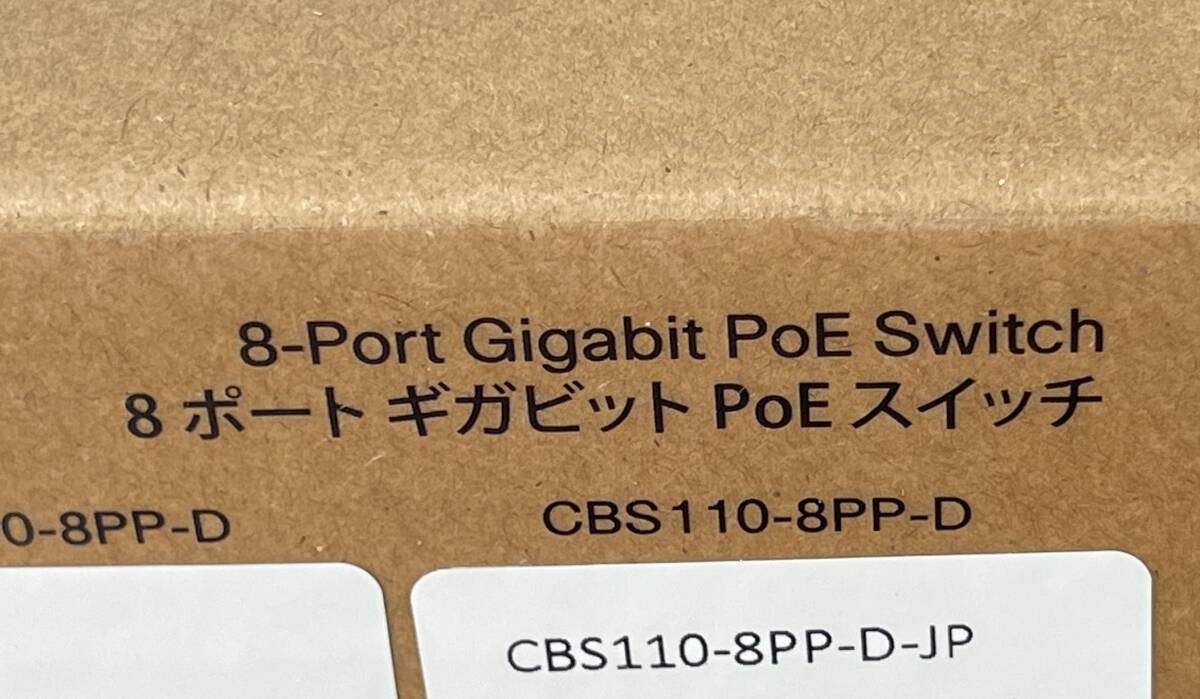 8-Port Gigabit PoE Switch
8 ポート ギガビット PoE スイッチ
0-8PP-D
CBS110-8PP-D
CBS110-8PP-D-JP